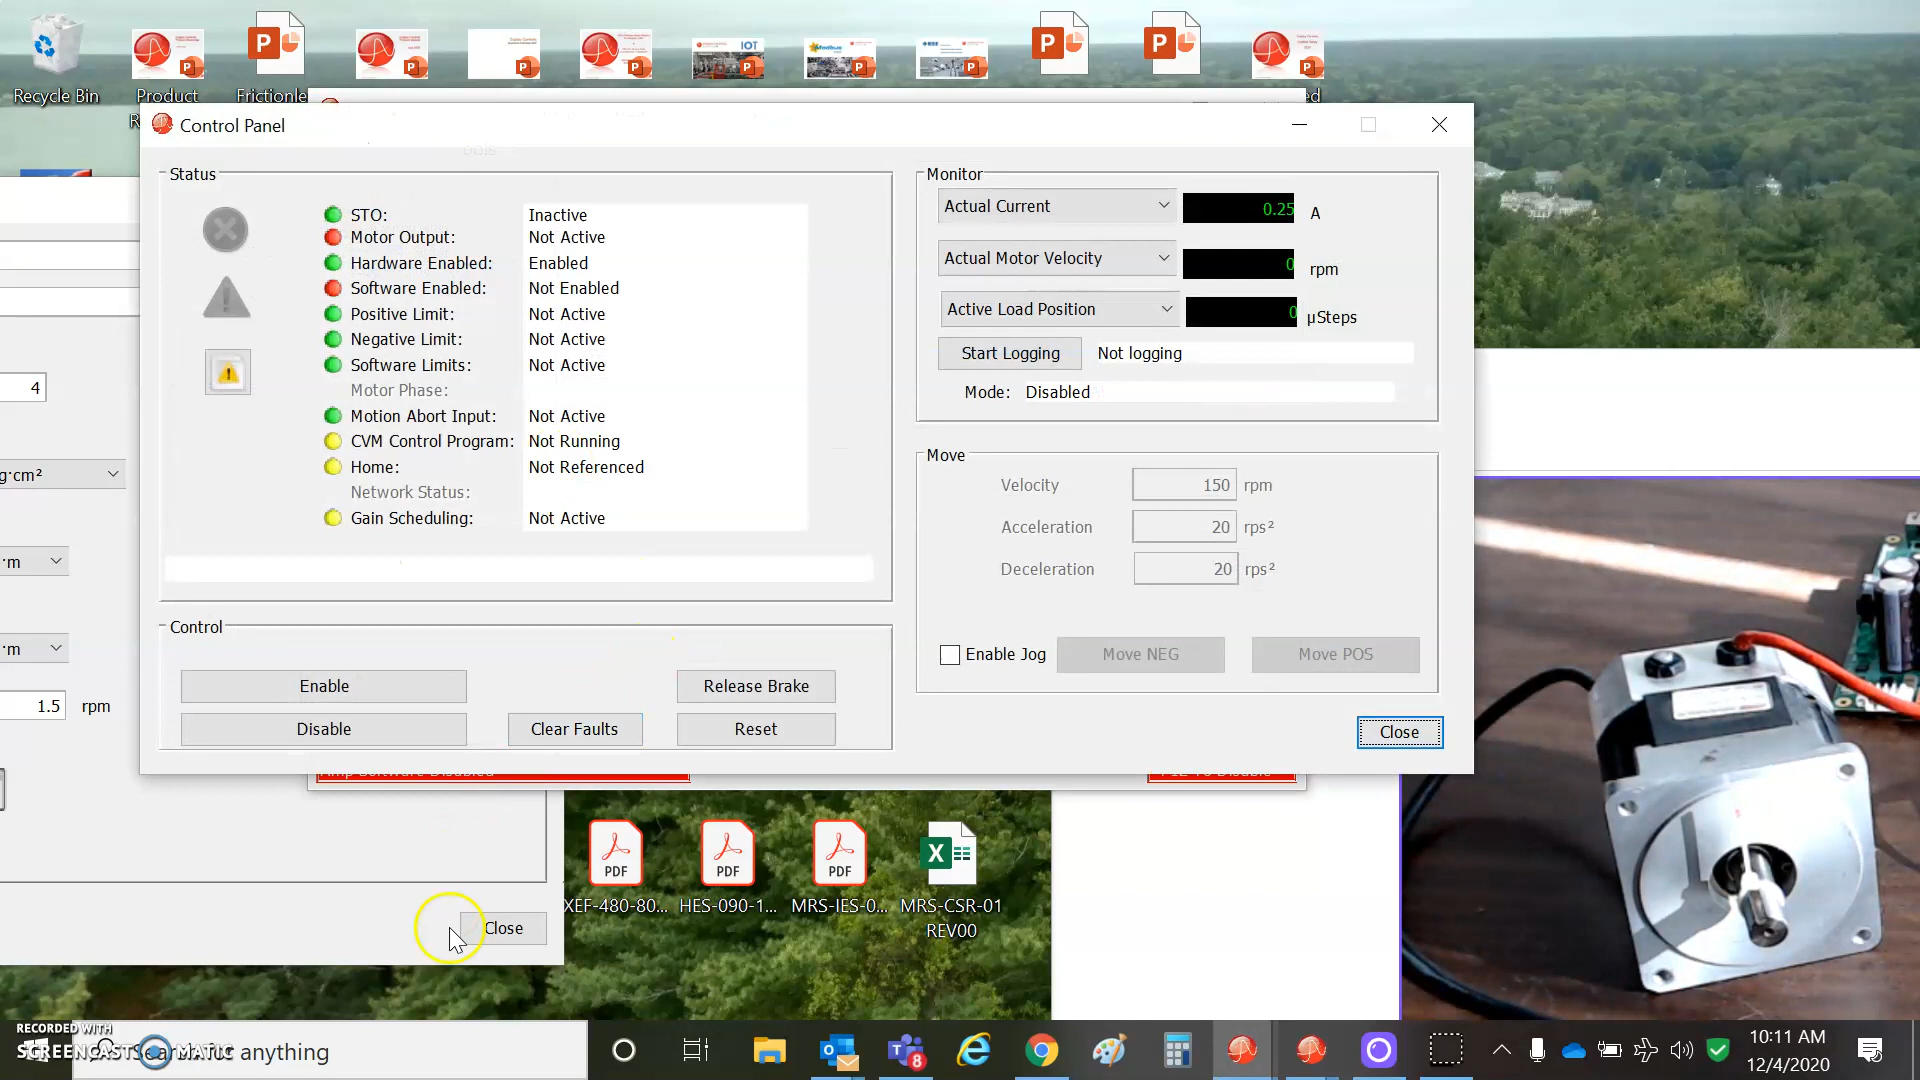 Recycle Bin
Product
Frictionle
IOT
Modbus
IEEE
Control Panel
Status
STO: Inactive
Motor Output: Not Active
Hardware Enabled: Enabled
Software Enabled: Not Enabled
Positive Limit: Not Active
Negative Limit: Not Active
Software Limits: Not Active
Motor Phase:
Motion Abort Input: Not Active
CVM Control Program: Not Running
Home: Not Referenced
Network Status:
Gain Scheduling: Not Active
Monitor
Actual Current 0.25 A
Actual Motor Velocity 0 rpm
Active Load Position 0 µSteps
Start Logging Not logging
Mode: Disabled
Move
Velocity 150 rpm
Acceleration 20 rps²
Deceleration 20 rps²
Enable Jog Move NEG Move POS
Close
Control
Enable Release Brake
Disable Clear Faults Reset
4
g·cm²
·m
·m
1.5 rpm
Close
PDF PDF PDF
XEF-480-80... HES-090-1... MRS-IES-0... MRS-CSR-01
REV00
RECORDED WITH
SCREENCAST MATIC
anything
8
10:11 AM
12/4/2020